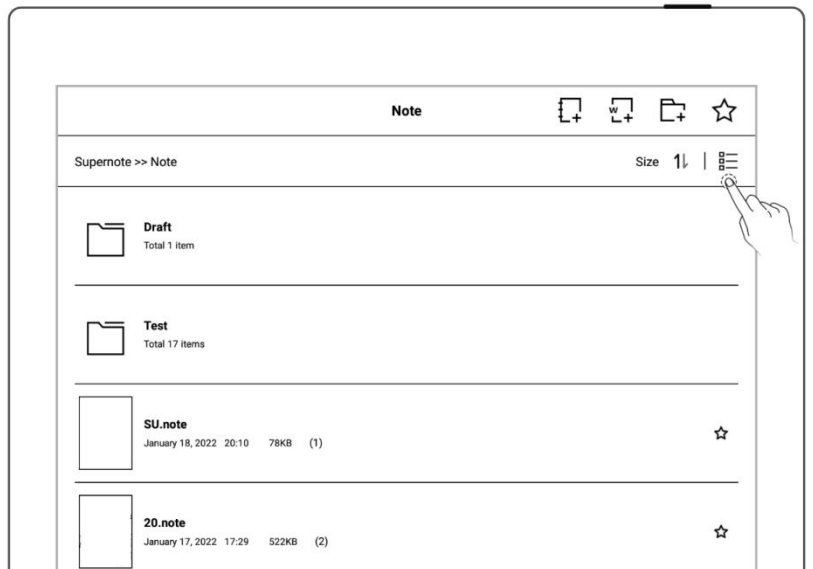 Note
Supernote >> Note
Size
Draft
Total 1 item
Test
Total 17 items
SU.note
January 18, 2022 20:10 78KB (1)
20.note
January 17, 2022 17:29 522KB (2)